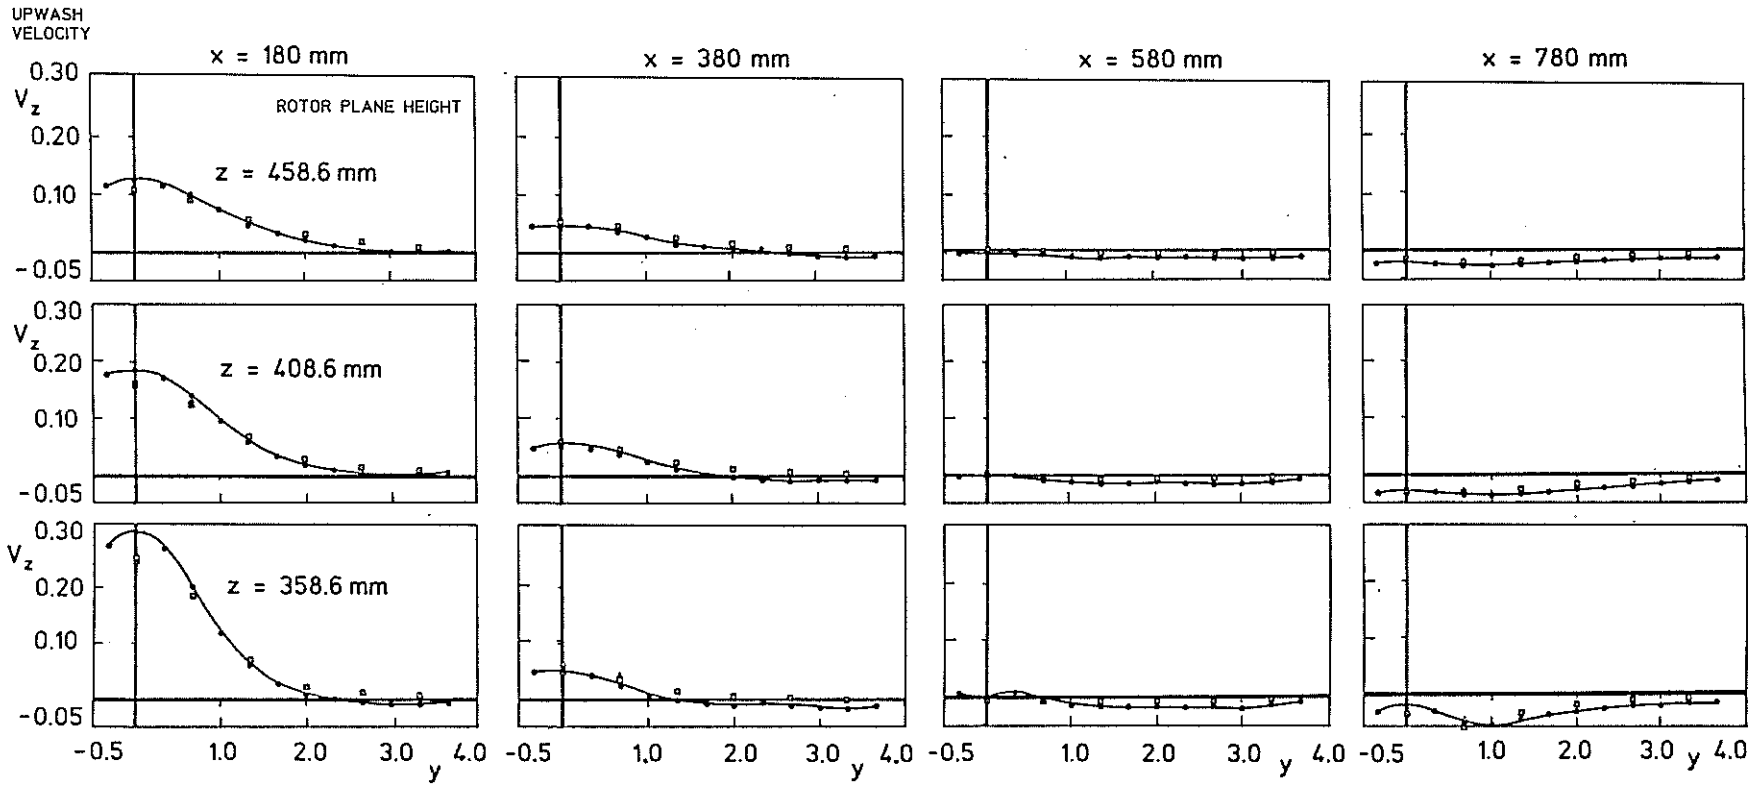 UPWASH
VELOCITY
x = 180 mm
x = 380 mm
x = 580 mm
x = 780 mm
0.30
Vz
ROTOR PLANE HEIGHT
0.20
z = 458.6 mm
0.10
-0.05
0.30
Vz
0.20
z = 408.6 mm
0.10
-0.05
0.30
Vz
0.20
z = 358.6 mm
0.10
-0.05
-0.5 1.0 2.0 3.0 4.0
y
-0.5 1.0 2.0 3.0 4.0
y
-0.5 1.0 2.0 3.0 4.0
y
-0.5 1.0 2.0 3.0 4.0
y